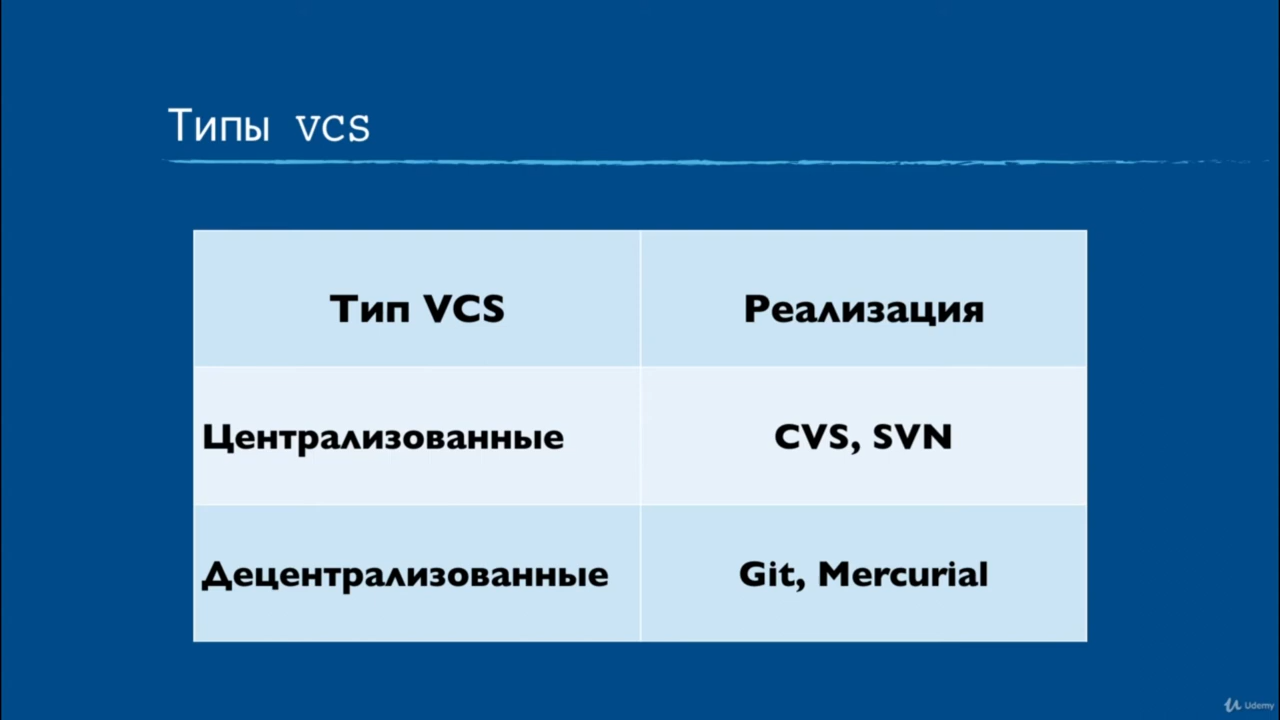 Типы VCS
Тип VCS Реализация
Централизованные CVS, SVN
Децентрализованные Git, Mercurial
Udemy